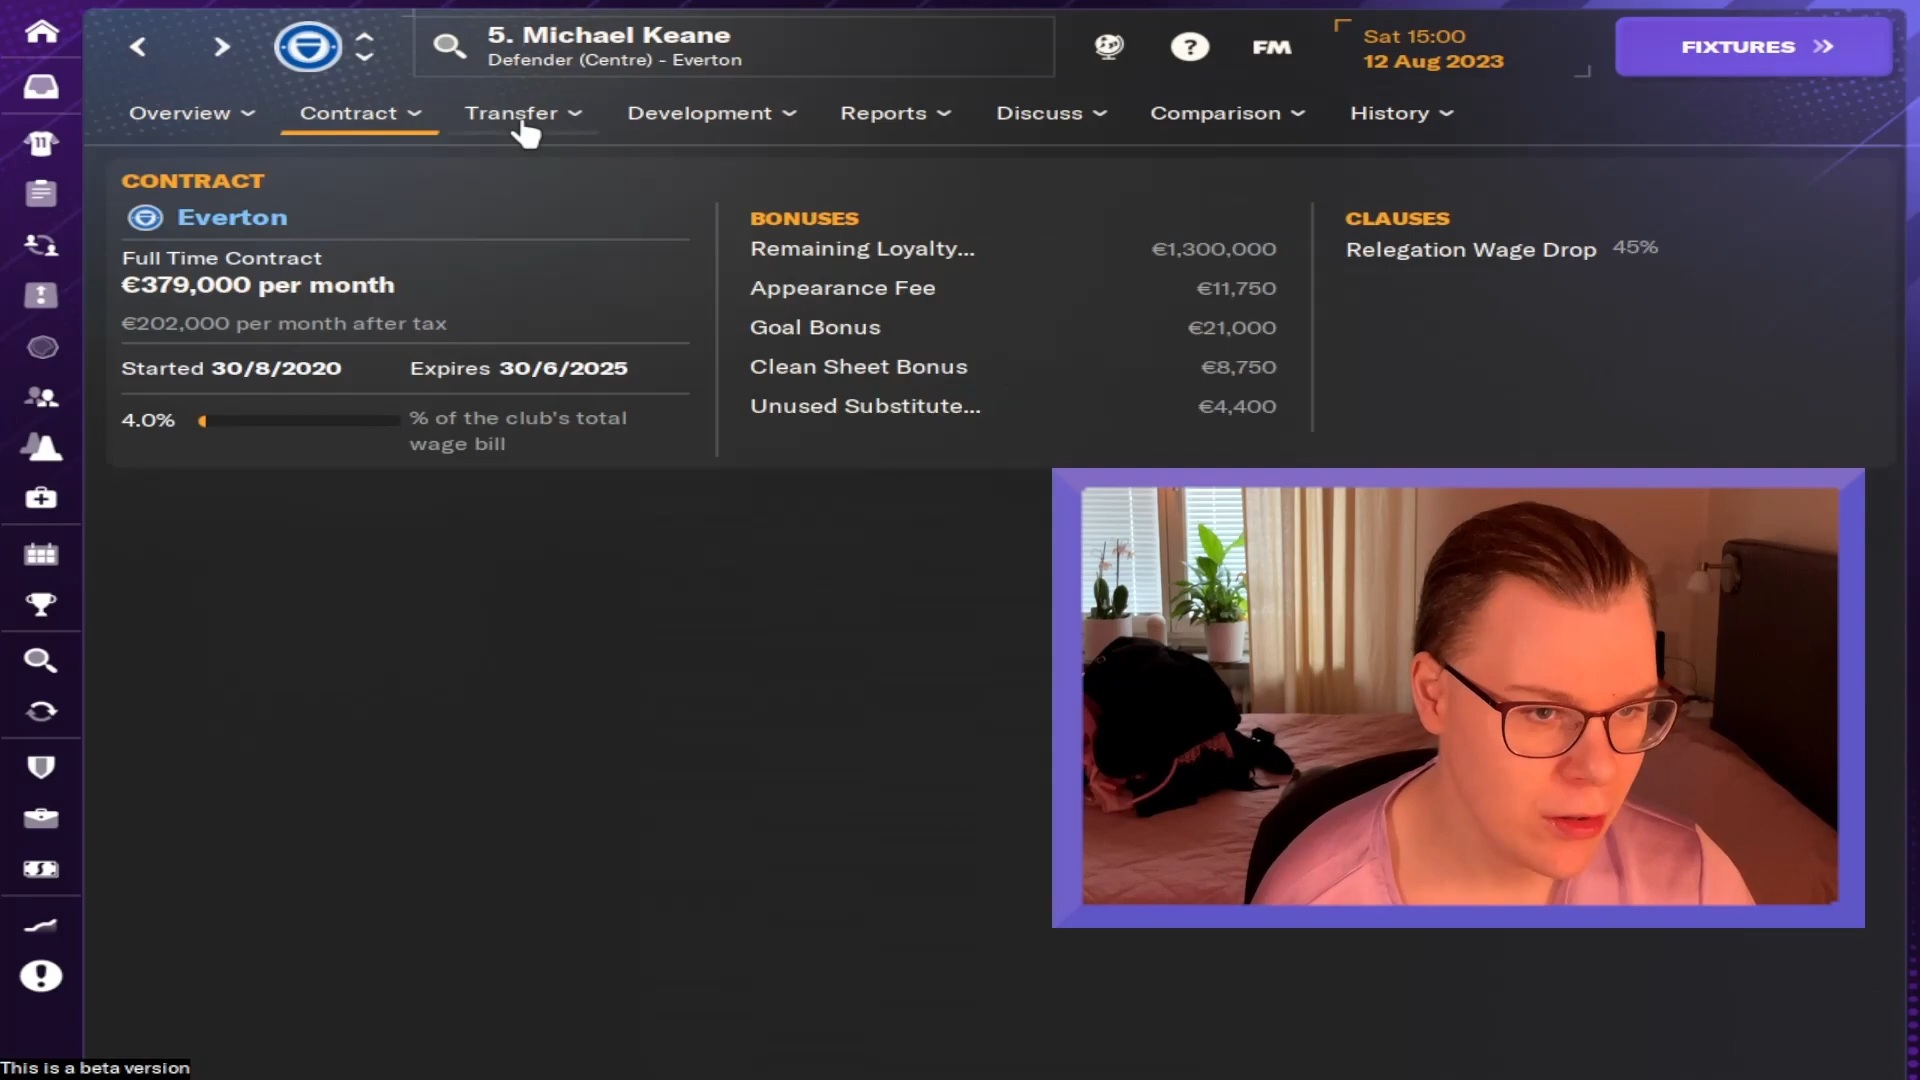 5. Michael Keane
Defender (Centre) - Everton
?
FM
Sat 15:00
12 Aug 2023
FIXTURES
Overview
Contract
Transfer
Development
Reports
Discuss
Comparison
History
11
CONTRACT
Everton
Full Time Contract
€379,000 per month
€202,000 per month after tax
Started 30/8/2020
Expires 30/6/2025
4.0%
% of the club's total
wage bill
BONUSES
Remaining Loyalty... €1,300,000
Appearance Fee €11,750
Goal Bonus €21,000
Clean Sheet Bonus €8,750
Unused Substitute... €4,400
CLAUSES
Relegation Wage Drop 45%
This is a beta version